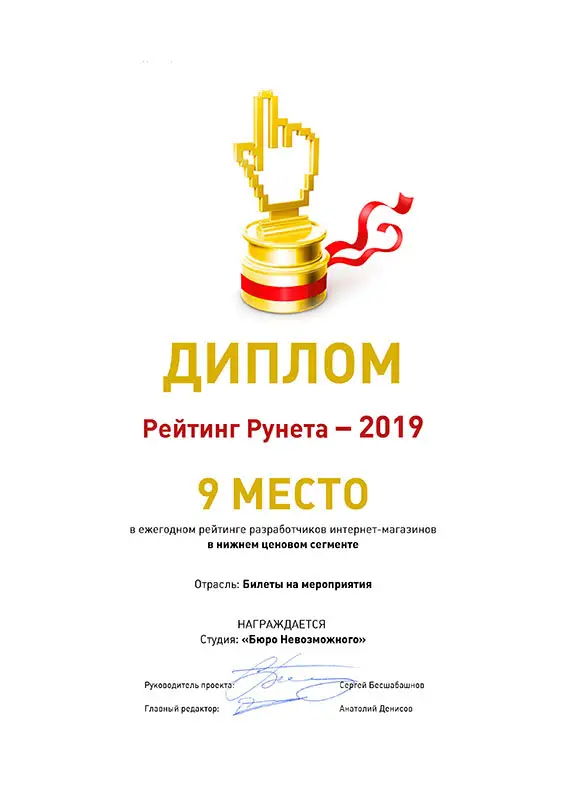 ДИПЛОМ
Рейтинг Рунета – 2019
9 МЕСТО
в ежегодном рейтинге разработчиков интернет-магазинов
в нижнем ценовом сегменте
Отрасль: Билеты на мероприятия
НАГРАЖДАЕТСЯ
Студия: «Бюро Невозможного»
Руководитель проекта: Сергей Бесшабашнов
Главный редактор: Анатолий Денисов